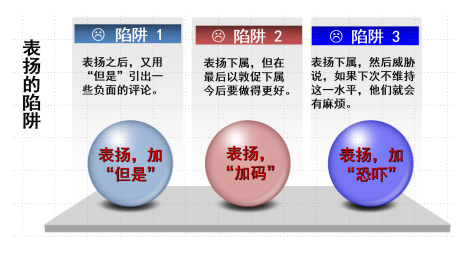 表扬的陷阱
陷阱 1
表扬之后，又用
“但是”引出一
些负面的评论。
表扬，加
“但是”
陷阱 2
表扬下属，但在
最后以敦促下属
今后要做得更好。
表扬，
“加码”
陷阱 3
表扬下属，然后威胁
说，如果下次不维持
这一水平，他们就会
有麻烦。
表扬，加
“恐吓”